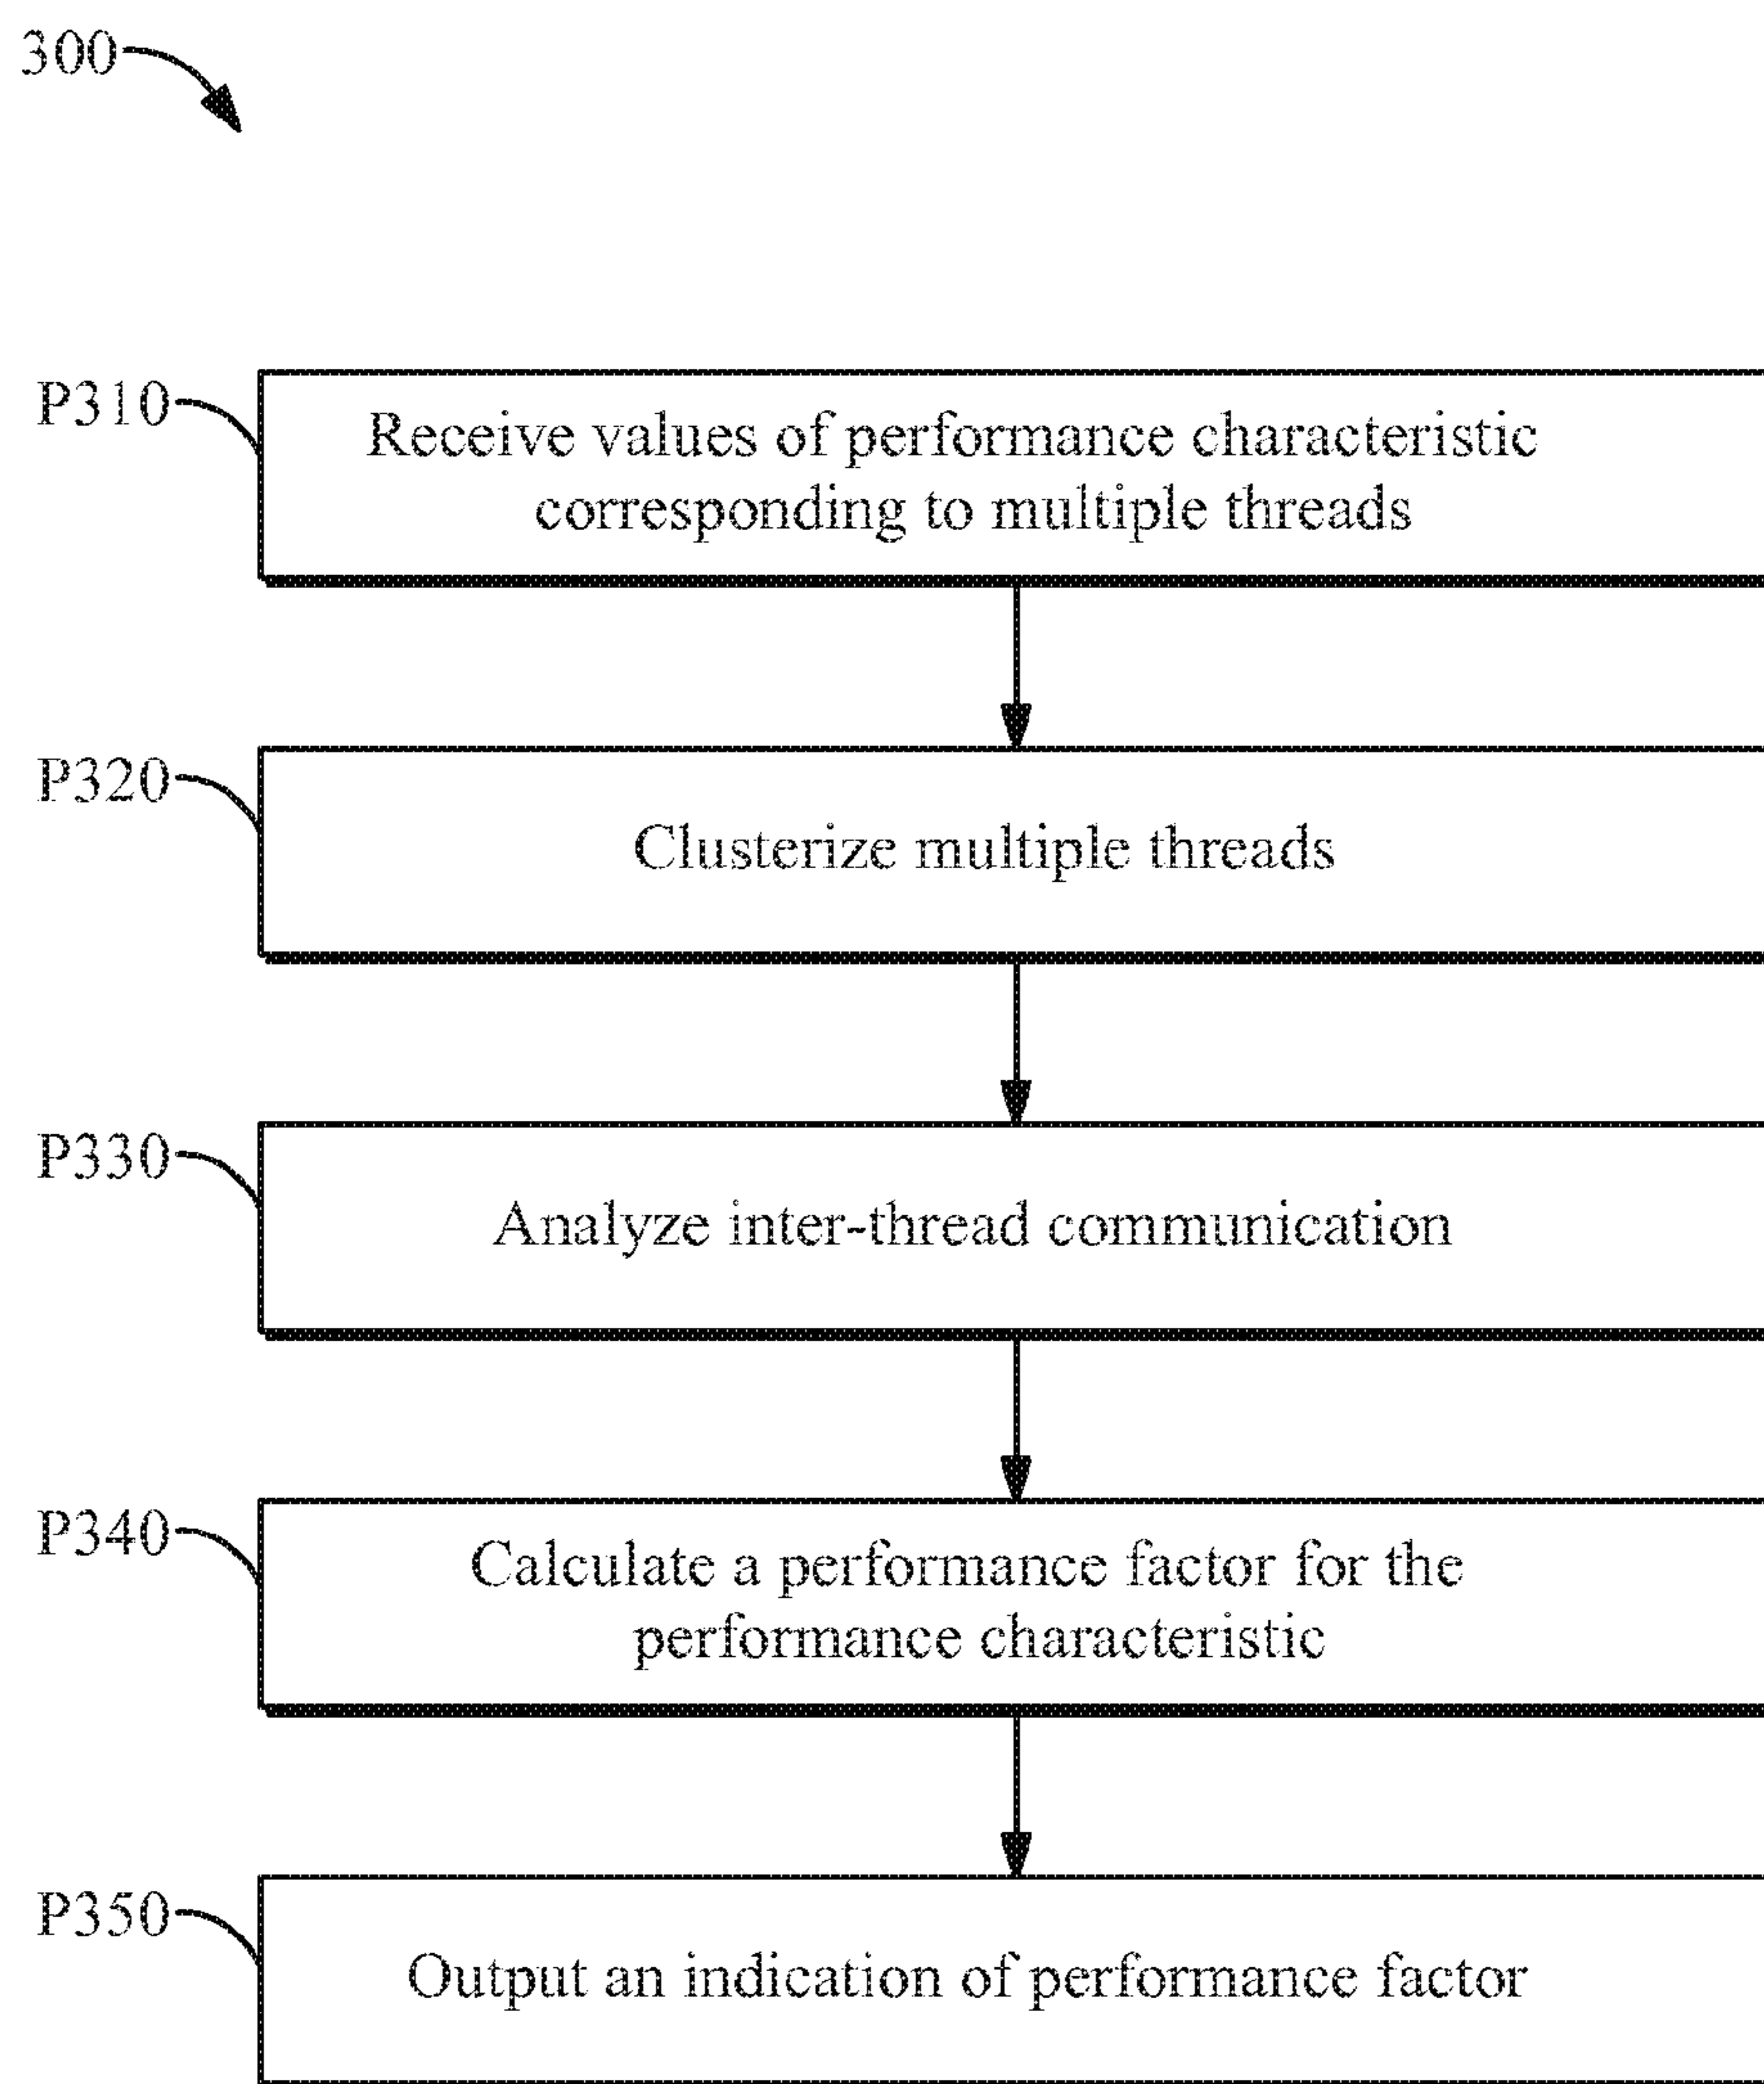 300
P310
Receive values of performance characteristic
corresponding to multiple threads
P320
Clusterize multiple threads
P330
Analyze inter-thread communication
P340
Calculate a performance factor for the
performance characteristic
P350
Output an indication of performance factor